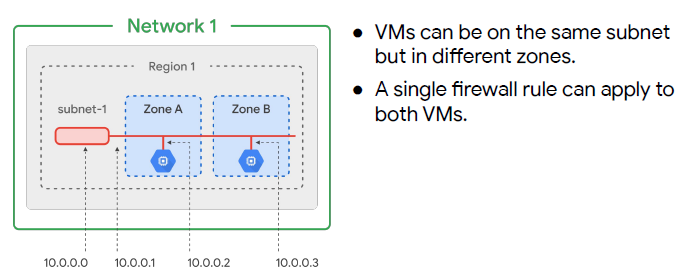 Network 1
Region 1
subnet-1
Zone A
Zone B
10.0.0.0
10.0.0.1
10.0.0.2
10.0.0.3
● VMs can be on the same subnet
but in different zones.
● A single firewall rule can apply to
both VMs.